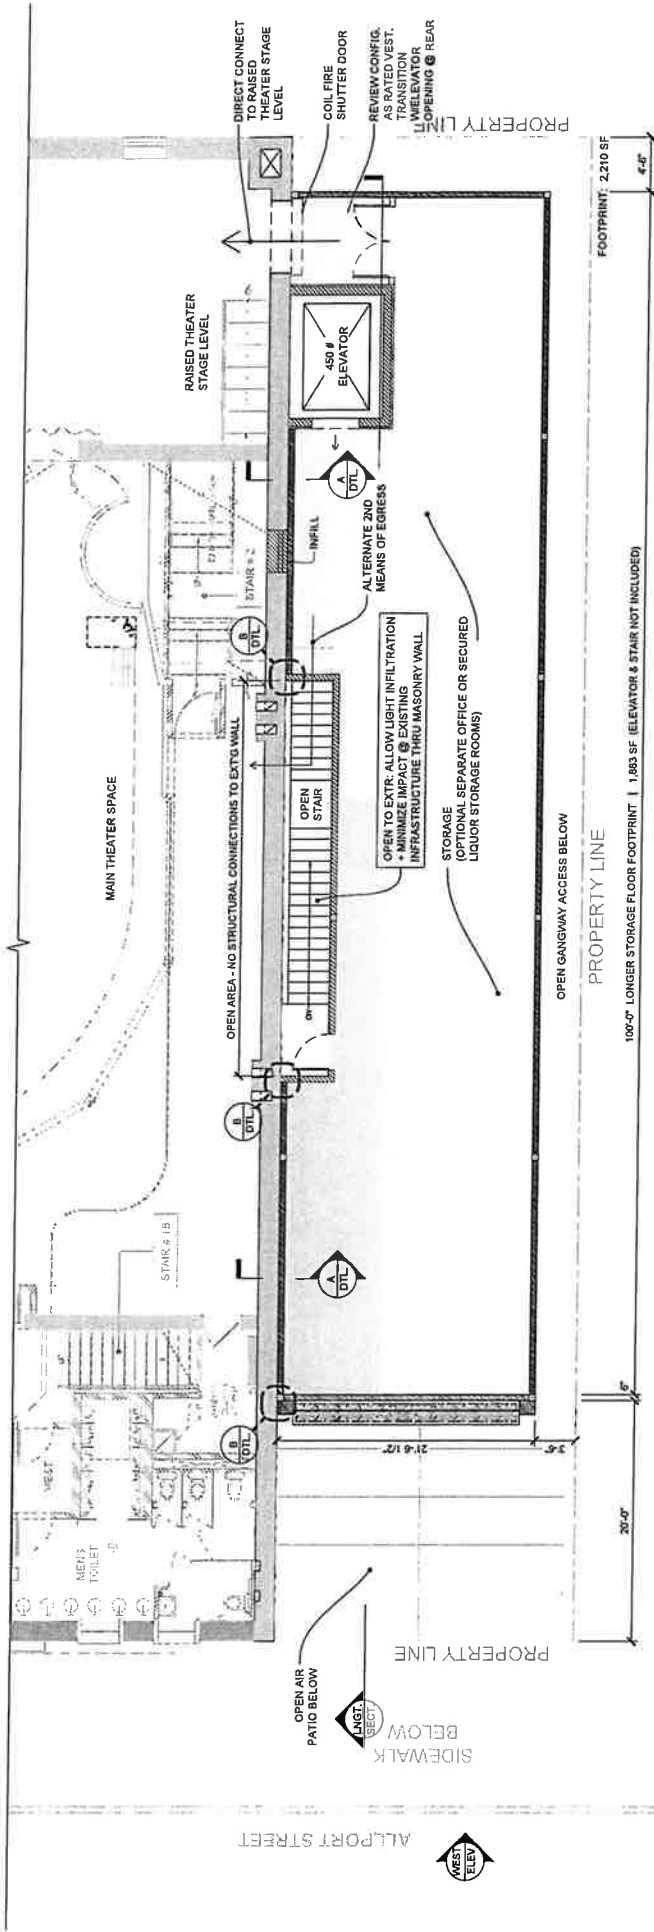 DIRECT CONNECT
TO RAISED
THEATER STAGE
LEVEL
COIL FIRE
SHUTTER DOOR
REVIEW CONFIG.
AS RATED VEST.
TRANSITION
W/ELEVATOR
OPENING @ REAR
PROPERTY LINE
FOOTPRINT: 2,210 SF
4'-6"
RAISED THEATER
STAGE LEVEL
450 #
ELEVATOR
A
DTL
INFILL
ALTERNATE 2ND
MEANS OF EGRESS
STAIR # 2
B
DTL
MAIN THEATER SPACE
OPEN AREA - NO STRUCTURAL CONNECTIONS TO EXT'G WALL
OPEN
STAIR
OPEN TO EXTR: ALLOW LIGHT INFILTRATION
+ MINIMIZE IMPACT @ EXISTING
INFRASTRUCTURE THRU MASONRY WALL
STORAGE
(OPTIONAL SEPARATE OFFICE OR SECURED
LIQUOR STORAGE ROOMS)
OPEN GANGWAY ACCESS BELOW
PROPERTY LINE
100'-0" LONGER STORAGE FLOOR FOOTPRINT | 1,883 SF (ELEVATOR & STAIR NOT INCLUDED)
B
DTL
STAIR # 1B
A
DTL
B
DTL
VEST
MEN'S
TOILET
21'-6 1/2"
3'-6"
6"
20'-0"
OPEN AIR
PATIO BELOW
PROPERTY LINE
LNGT.
SECT.
SIDEWALK
BELOW
ALLPORT STREET
WEST
ELEV